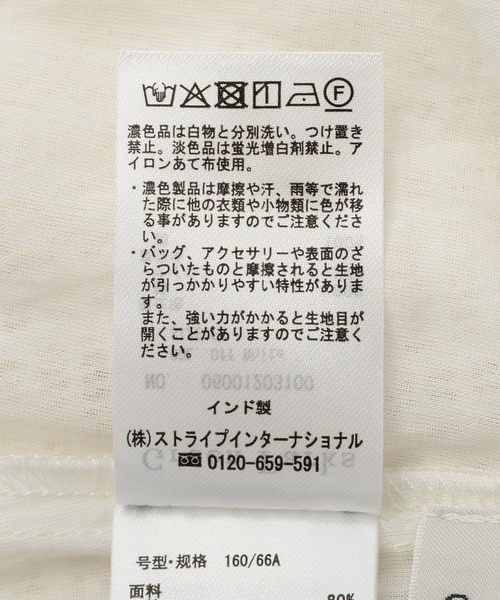 F
濃色品は白物と分別洗い。つけ置き
禁止。淡色品は蛍光増白剤禁止。ア
イロンあて布使用。
・濃色製品は摩擦や汗、雨等で濡れ
た際に他の衣類や小物類に色が移
る事がありますのでご注意くださ
い。
・バッグ、アクセサリーや表面のざ
らついたものと摩擦されると生地
が引っかかりやすい特性がありま
す。
また、強い力がかかると生地目が
開くことがありますのでご注意く
ださい。
Off White
NO. 06001203100
インド製
(株)ストライプインターナショナル
0120-659-591
号型・规格 160/66A
面料
80%